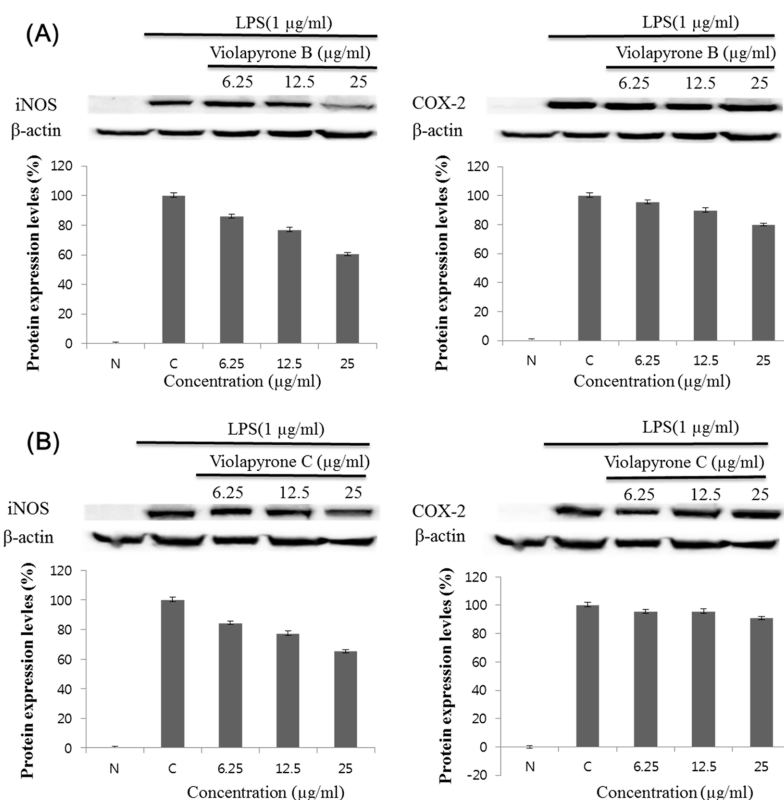 (A)
LPS(1 µg/ml)
Violapyrone B (µg/ml)
6.25 12.5 25
iNOS
β-actin
Protein expression levles (%)
120
100
80
60
40
20
0
N C 6.25 12.5 25
Concentration (µg/ml)
LPS(1 µg/ml)
Violapyrone B (µg/ml)
6.25 12.5 25
COX-2
β-actin
Protein expression levles (%)
120
100
80
60
40
20
0
N C 6.25 12.5 25
Concentration (µg/ml)
(B)
LPS(1 µg/ml)
Violapyrone C (µg/ml)
6.25 12.5 25
iNOS
β-actin
Protein expression levles (%)
120
100
80
60
40
20
0
N C 6.25 12.5 25
Concentration (µg/ml)
LPS(1 µg/ml)
Violapyrone C (µg/ml)
6.25 12.5 25
COX-2
β-actin
Protein expression levles (%)
120
100
80
60
40
20
0
-20
N C 6.25 12.5 25
Concentration (µg/ml)